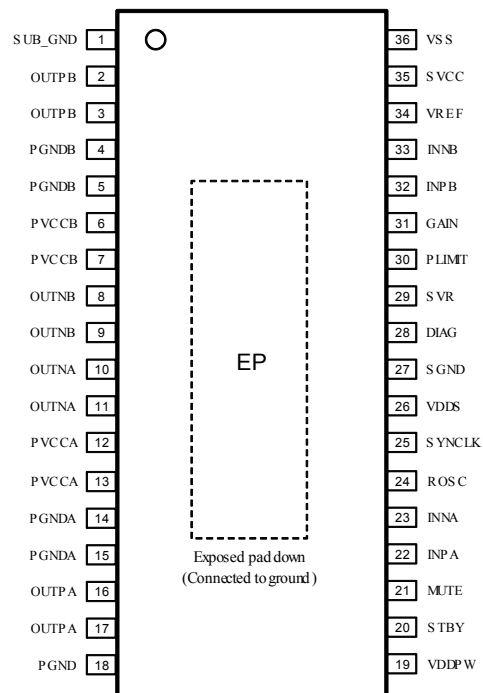 SUB_GND 1 36 VSS
OUTPB 2 35 SVCC
OUTPB 3 34 VREF
PGNDB 4 33 INNB
PGNDB 5 32 INPB
PVCCB 6 31 GAIN
PVCCB 7 30 PLIMIT
OUTNB 8 29 SVR
OUTNB 9 28 DIAG
EP
OUTNA 10 27 SGND
OUTNA 11 26 VDDS
PVCCA 12 25 SYNCLK
PVCCA 13 24 ROSC
PGNDA 14 23 INNA
PGNDA 15 22 INPA
Exposed pad down
(Connected to ground)
OUTPA 16 21 MUTE
OUTPA 17 20 STBY
PGND 18 19 VDDPW